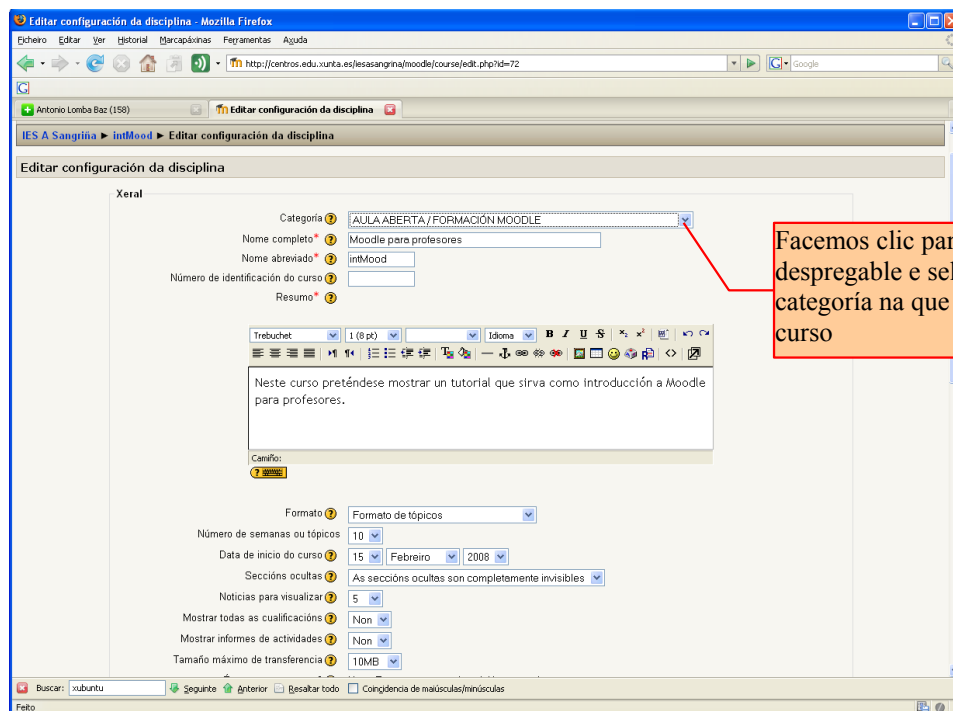 Editar configuración da disciplina - Mozilla Firefox
Eicheiro Editar Ver Historial Marcapáxinas Ferramentas Axuda
http://centros.edu.xunta.es/iesasangrina/moodle/course/edit.php?id=72
Google
Antonio Lomba Baz (158)
Editar configuración da disciplina
IES A Sangriña ► intMood ► Editar configuración da disciplina
Editar configuración da disciplina
Xeral
Categoría AULA ABERTA / FORMACIÓN MOODLE
Nome completo* Moodle para profesores
Nome abreviado* intMood
Número de identificación do curso
Resumo*
Facemos clic par
despregable e sel
categoría na que
curso
Trebuchet 1 (8 pt) Idioma B I U S
Neste curso preténdese mostrar un tutorial que sirva como introducción a Moodle
para profesores.
Camiño:
Formato Formato de tópicos
Número de semanas ou tópicos 10
Data de inicio do curso 15 Febreiro 2008
Seccións ocultas As seccións ocultas son completamente invisibles
Noticias para visualizar 5
Mostrar todas as cualificacións Non
Mostrar informes de actividades Non
Tamaño máximo de transferencia 10MB
Buscar: xubuntu Seguinte Anterior Resaltar todo Coincidencia de maiúsculas/minúsculas
Feito